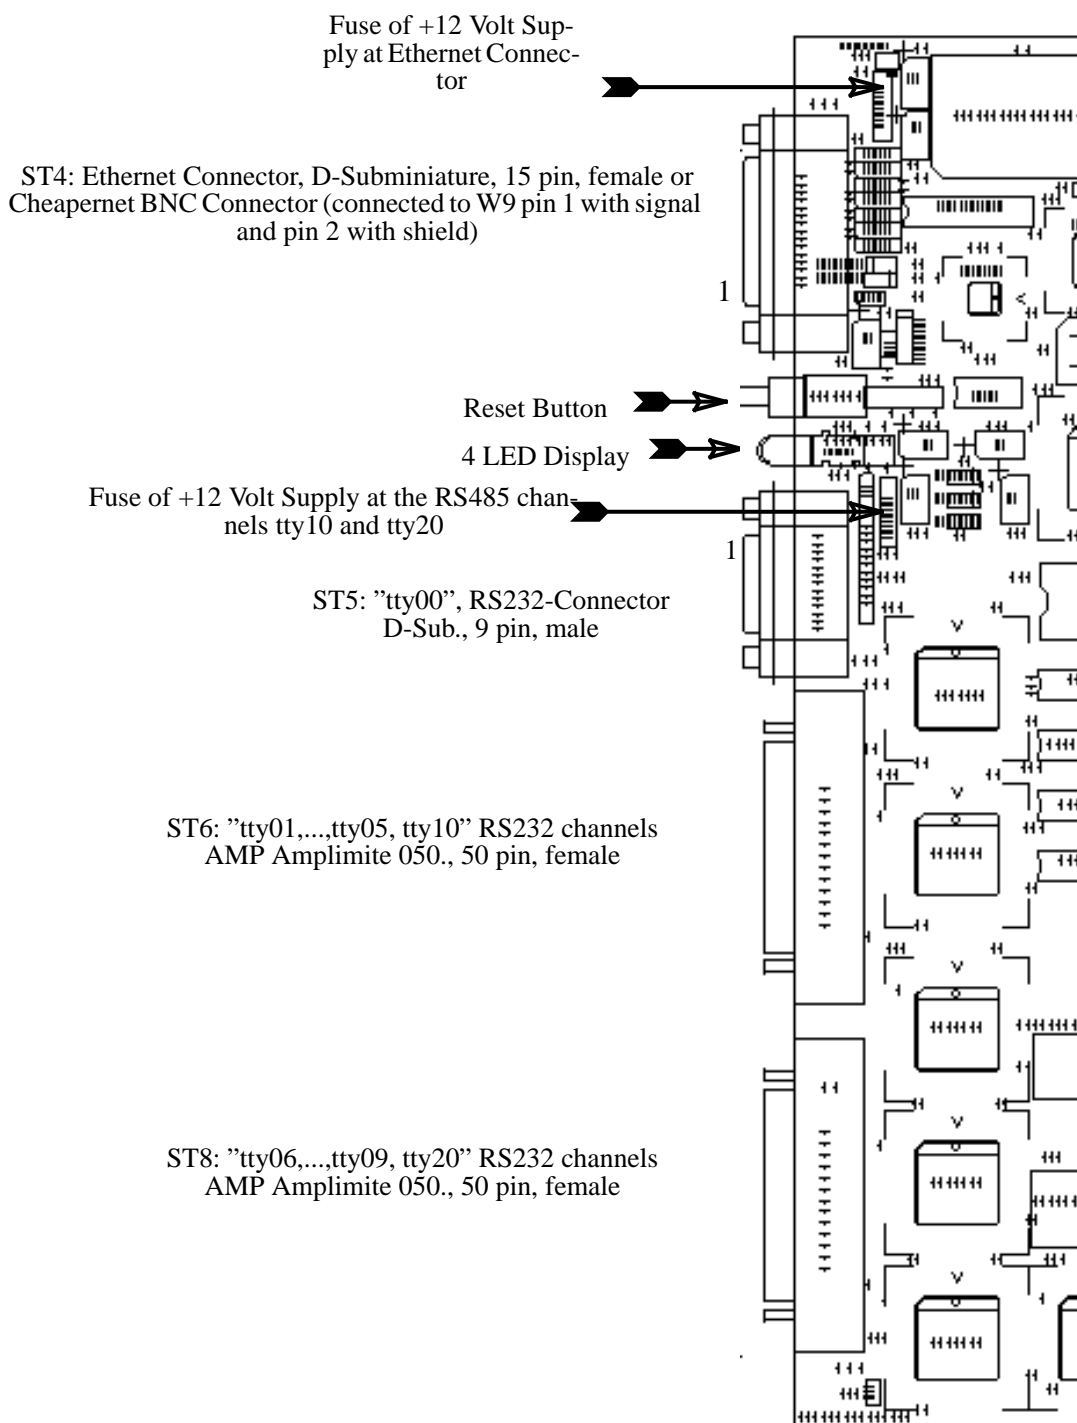 Fuse of +12 Volt Sup-
ply at Ethernet Connec-
tor
ST4: Ethernet Connector, D-Subminiature, 15 pin, female or
Cheapernet BNC Connector (connected to W9 pin 1 with signal
and pin 2 with shield)
1
Reset Button
4 LED Display
Fuse of +12 Volt Supply at the RS485 chan-
nels tty10 and tty20
1
ST5: ”tty00”, RS232-Connector
D-Sub., 9 pin, male
ST6: ”tty01,...,tty05, tty10” RS232 channels
AMP Amplimite 050., 50 pin, female
ST8: ”tty06,...,tty09, tty20” RS232 channels
AMP Amplimite 050., 50 pin, female